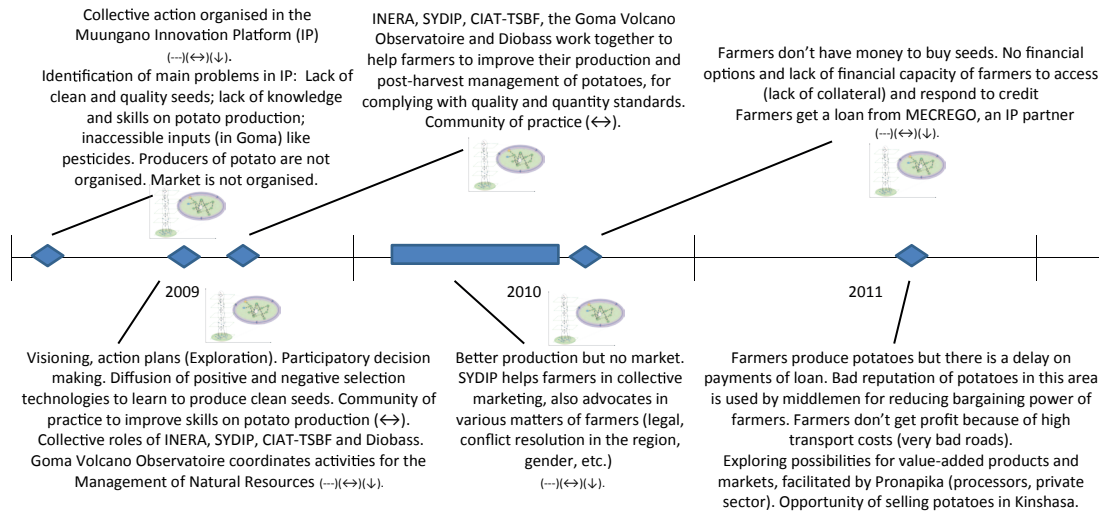 Collective action organised in the
Muungano Innovation Platform (IP)
(---)(↔)(↓).
Identification of main problems in IP:  Lack of
clean and quality seeds; lack of knowledge
and skills on potato production;
inaccessible inputs (in Goma) like
pesticides. Producers of potato are not
organised. Market is not organised.
INERA, SYDIP, CIAT-TSBF, the Goma Volcano
Observatoire and Diobass work together to
help farmers to improve their production and
post-harvest management of potatoes, for
complying with quality and quantity standards.
Community of practice (↔).
Farmers don't have money to buy seeds. No financial
options and lack of financial capacity of farmers to access
(lack of collateral) and respond to credit
Farmers get a loan from MECREGO, an IP partner
(---)(↔)(↓).
2009
2010
2011
Visioning, action plans (Exploration). Participatory decision
making. Diffusion of positive and negative selection
technologies to learn to produce clean seeds. Community of
practice to improve skills on potato production (↔).
Collective roles of INERA, SYDIP, CIAT-TSBF and Diobass.
Goma Volcano Observatoire coordinates activities for the
Management of Natural Resources (---)(↔)(↓).
Better production but no market.
SYDIP helps farmers in collective
marketing, also advocates in
various matters of farmers (legal,
conflict resolution in the region,
gender, etc.)
(---)(↔)(↓).
Farmers produce potatoes but there is a delay on
payments of loan. Bad reputation of potatoes in this area
is used by middlemen for reducing bargaining power of
farmers. Farmers don't get profit because of high
transport costs (very bad roads).
Exploring possibilities for value-added products and
markets, facilitated by Pronapika (processors, private
sector). Opportunity of selling potatoes in Kinshasa.